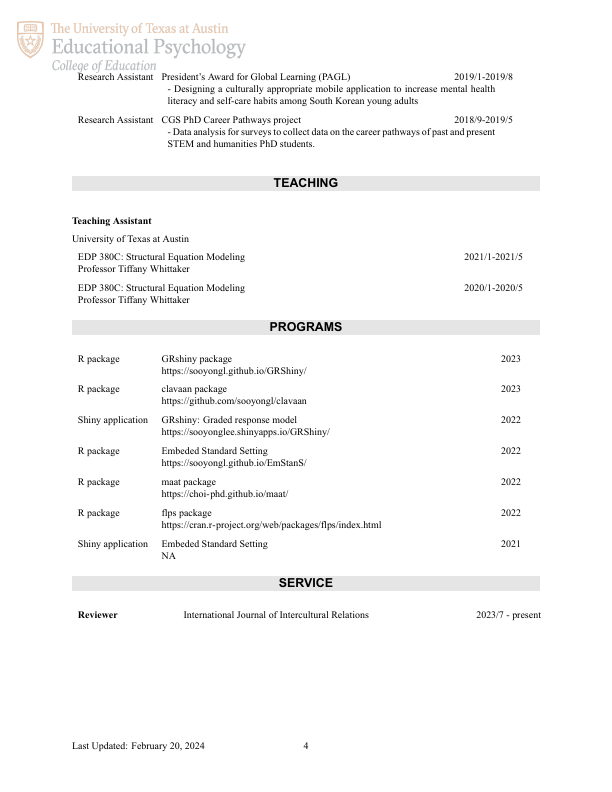 The University of Texas at Austin
Educational Psychology
College of Education
Research Assistant President's Award for Global Learning (PAGL) 2019/1-2019/8
- Designing a culturally appropriate mobile application to increase mental health
literacy and self-care habits among South Korean young adults
Research Assistant CGS PhD Career Pathways project 2018/9-2019/5
- Data analysis for surveys to collect data on the career pathways of past and present
STEM and humanities PhD students.
TEACHING
Teaching Assistant
University of Texas at Austin
EDP 380C: Structural Equation Modeling 2021/1-2021/5
Professor Tiffany Whittaker
EDP 380C: Structural Equation Modeling 2020/1-2020/5
Professor Tiffany Whittaker
PROGRAMS
R package GRshiny package 2023
https://sooyongl.github.io/GRShiny/
R package clavaan package 2023
https://github.com/sooyongl/clavaan
Shiny application GRshiny: Graded response model 2022
https://sooyonglee.shinyapps.io/GRShiny/
R package Embeded Standard Setting 2022
https://sooyongl.github.io/EmStanS/
R package maat package 2022
https://choi-phd.github.io/maat/
R package flps package 2022
https://cran.r-project.org/web/packages/flps/index.html
Shiny application Embeded Standard Setting 2021
NA
SERVICE
Reviewer International Journal of Intercultural Relations 2023/7 - present
Last Updated: February 20, 2024 4